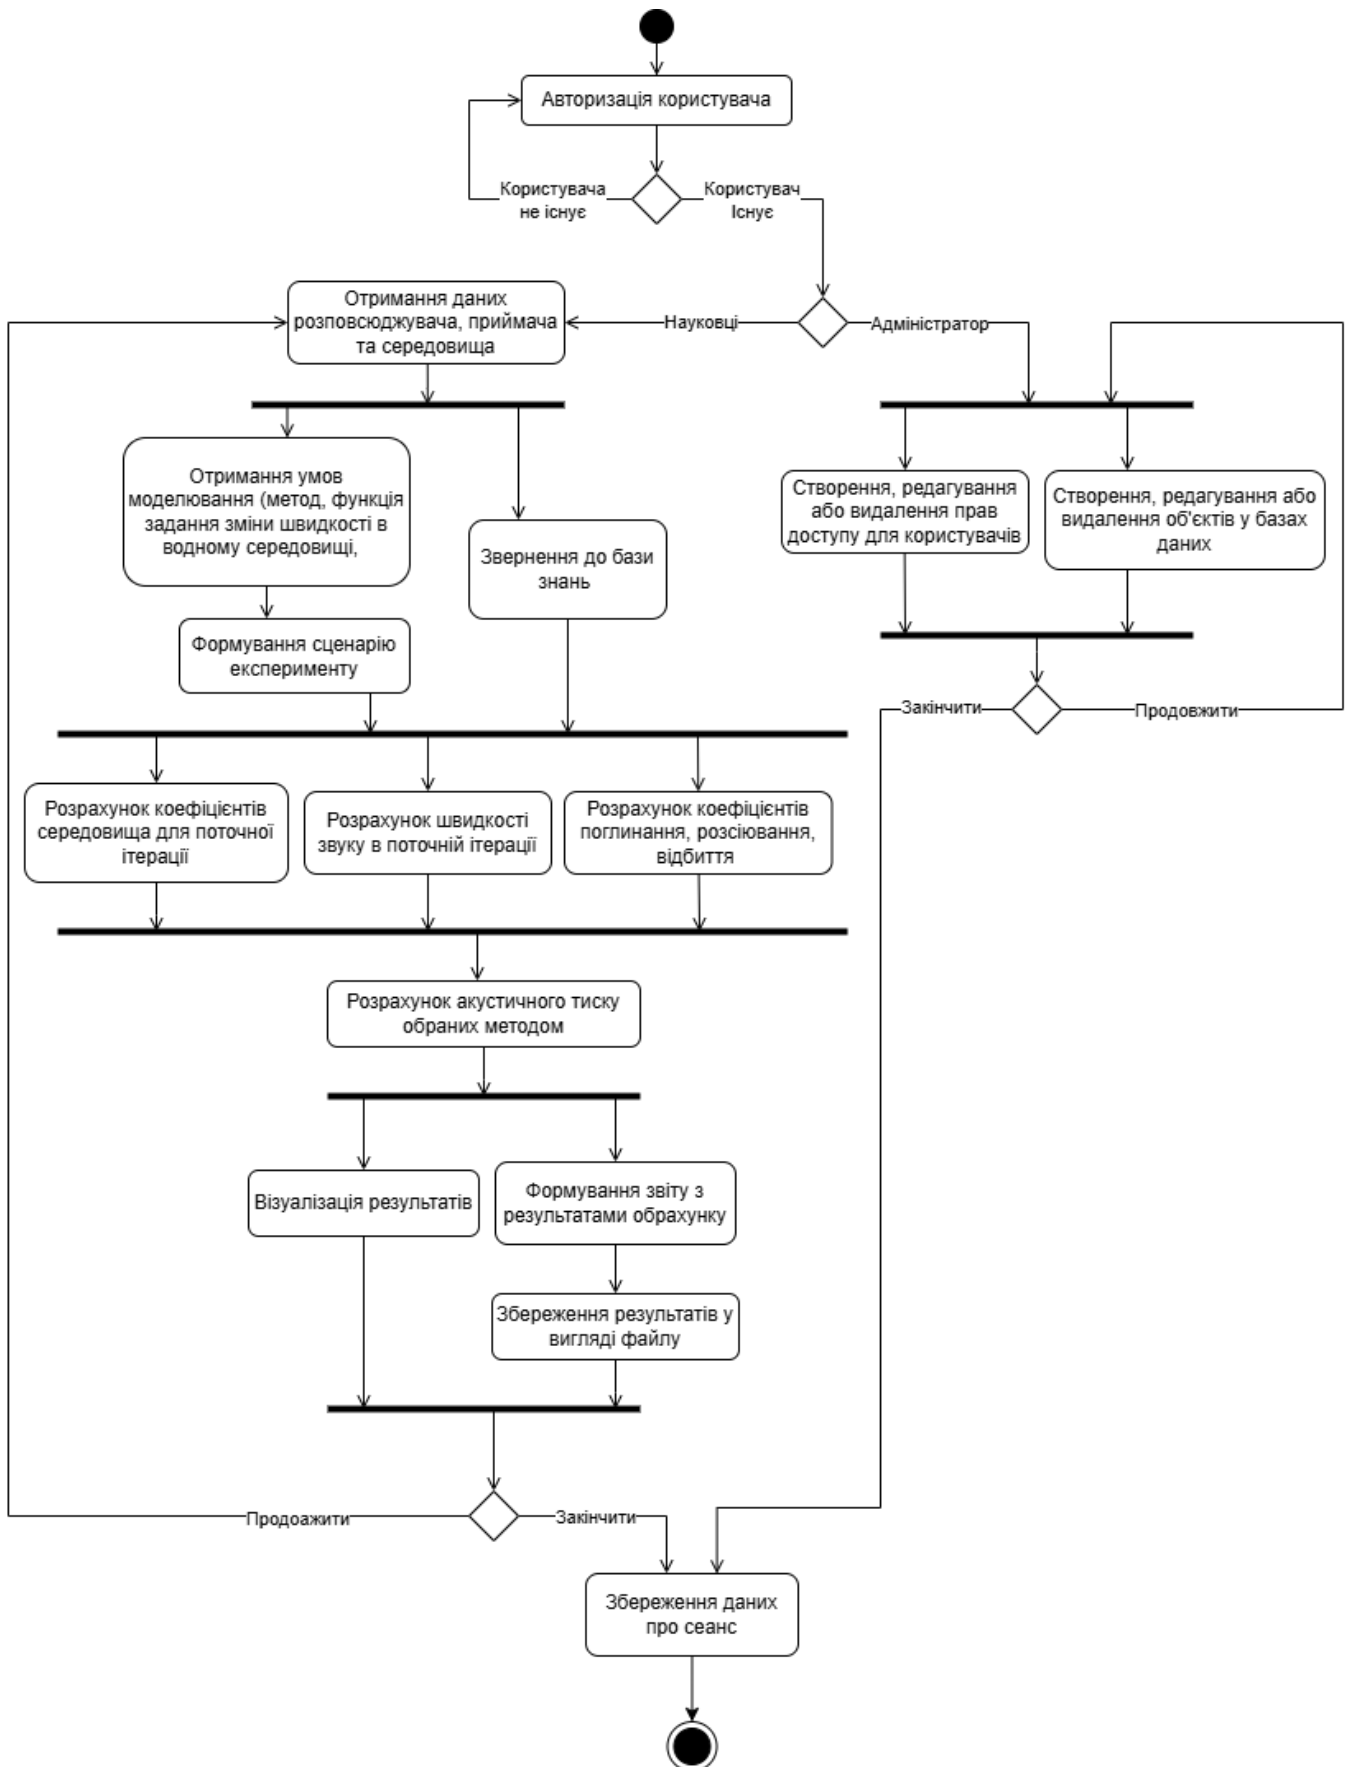 Авторизація користувача
Користувача
не існує
Користувач
Існує
Отримання даних
розповсюджувача, приймача
та середовища
Науковці
Адміністратор
Отримання умов
моделювання (метод, функція
задання зміни швидкості в
водному середовищі,
Звернення до бази
знань
Створення, редагування
або видалення прав
доступу для користувачів
Створення, редагування або
видалення об'єктів у базах
даних
Формування сценарію
експерименту
Закінчити
Продовжити
Розрахунок коефіцієнтів
середовища для поточної
ітерації
Розрахунок швидкості
звуку в поточній ітерації
Розрахунок коефіцієнтів
поглинання, розсіювання,
відбиття
Розрахунок акустичного тиску
обраних методом
Візуалізація результатів
Формування звіту з
результатами обрахунку
Збереження результатів у
вигляді файлу
Продоажити
Закінчити
Збереження даних
про сеанс